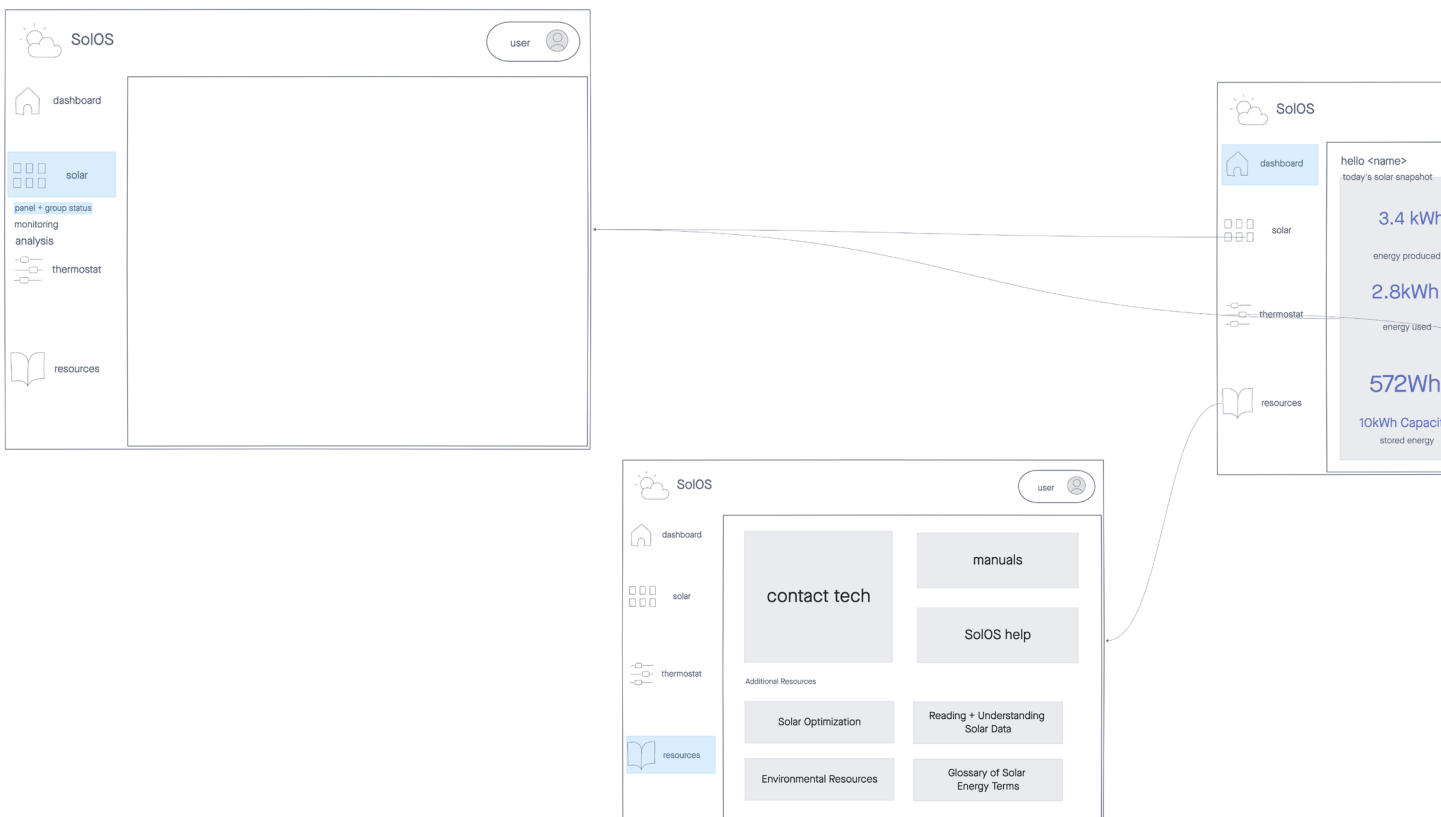 SolOS
user
dashboard
solar
panel + group status
monitoring
analysis
thermostat
resources
SolOS
dashboard
solar
thermostat
resources
hello <name>
today's solar snapshot
3.4 kWh
energy produced
2.8kWh
energy used
572Wh
10kWh
stored energy
SolOS
user
dashboard
solar
thermostat
resources
contact tech
manuals
SolOS help
Additional Resources
Solar Optimization
Reading + Understanding
Solar Data
Environmental Resources
Glossary of Solar
Energy Terms